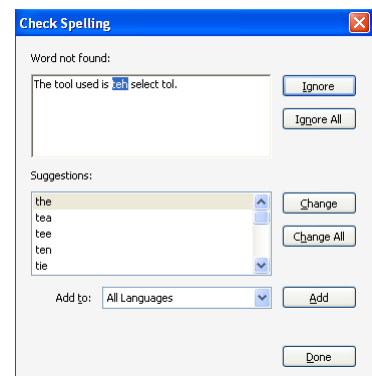 Check Spelling
Word not found:
The tool used is teh select tol.
Ignore
Ignore All
Suggestions:
the
tea
tee
ten
tie
Change
Change All
Add to: All Languages
Add
Done